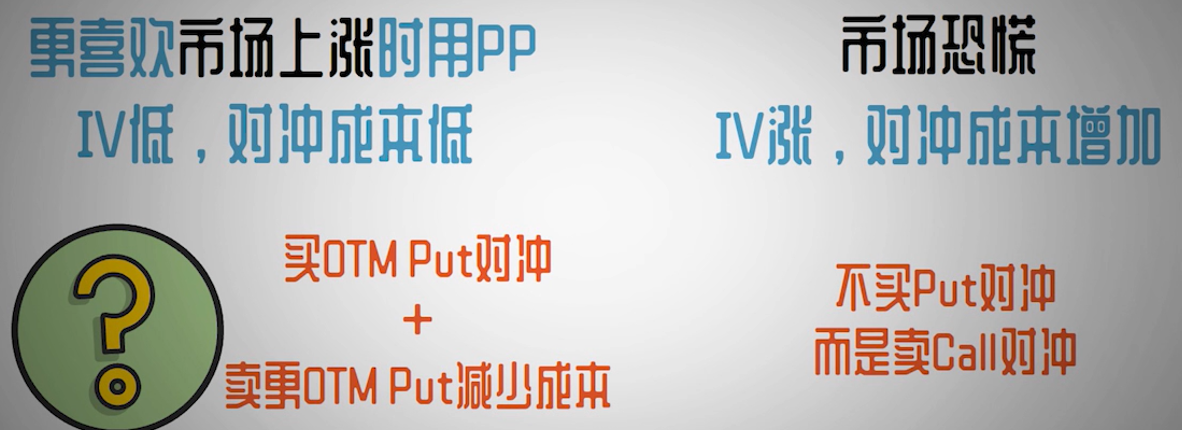 更喜欢市场上涨时用PP
IV低，对冲成本低
市场恐慌
IV涨，对冲成本增加
买OTM Put对冲
+
卖更OTM Put减少成本
不买Put对冲
而是卖Call对冲
?